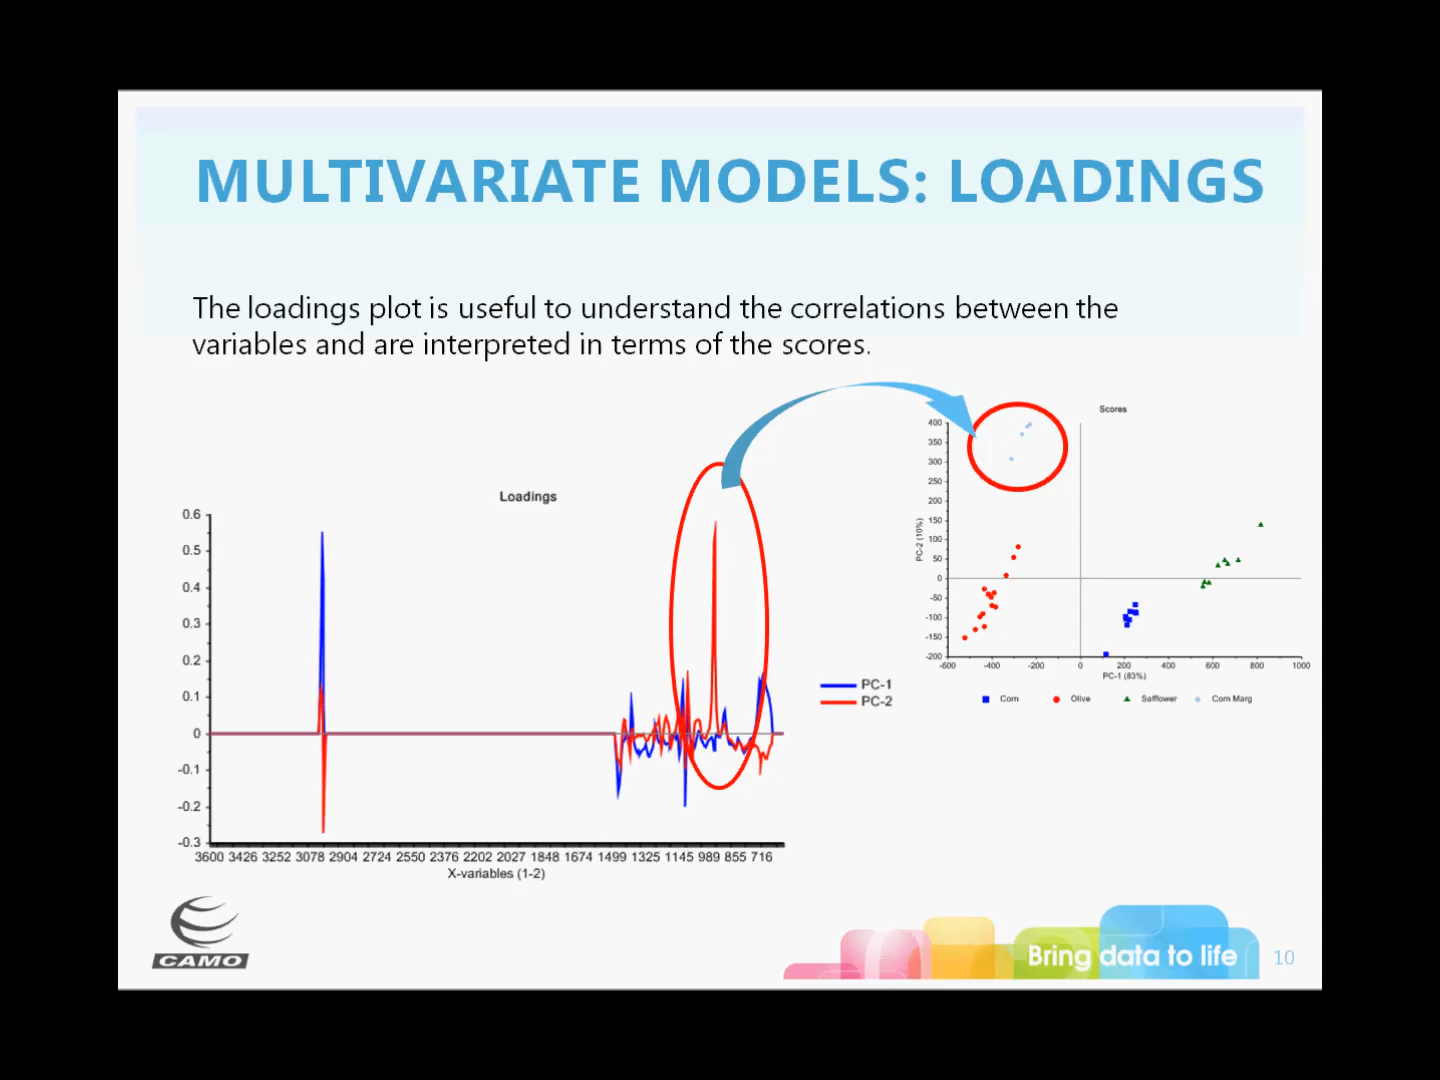 MULTIVARIATE MODELS: LOADINGS
The loadings plot is useful to understand the correlations between the
variables and are interpreted in terms of the scores.
Loadings
0.6
0.5
0.4
0.3
0.2
0.1
0
-0.1
-0.2
-0.3
3600 3426 3252 3078 2904 2724 2550 2376 2202 2027 1848 1674 1499 1325 1145 989 855 716
X-variables (1-2)
PC-1
PC-2
Scores
400
350
300
250
200
150
100
50
0
-50
-100
-150
-200
PC-2 (10%)
-600 -400 -200 0 200 400 600 800 1000
PC-1 (83%)
Corn Olive Safflower Corn Marg
CAMO
Bring data to life
10